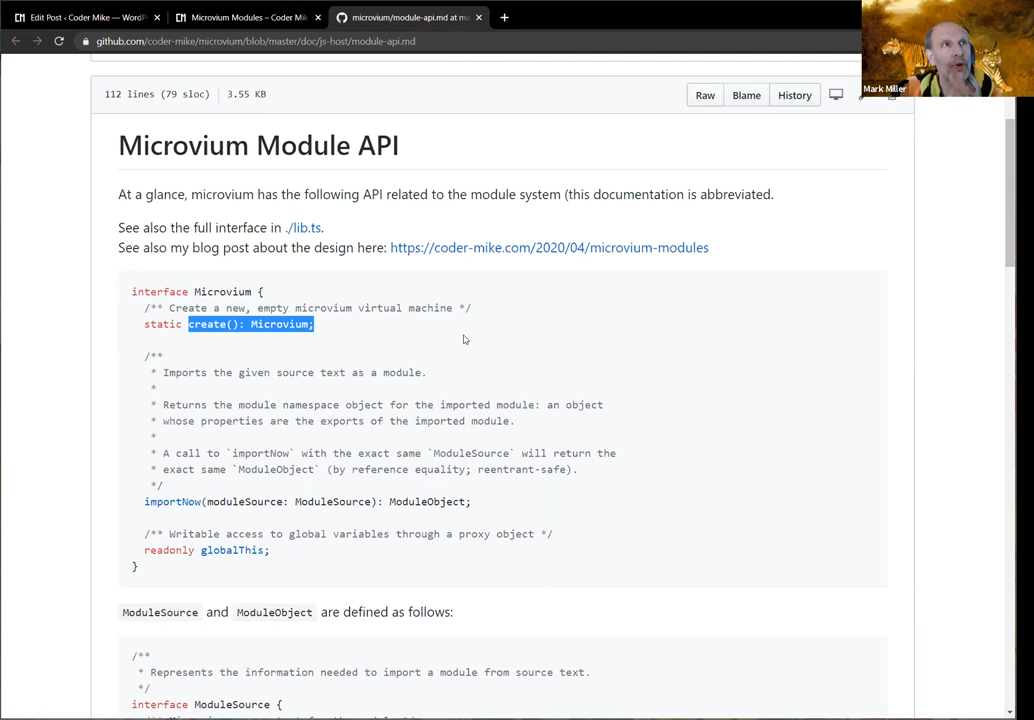 Edit Post ‹ Coder Mike — WordPr
Microvium Modules – Coder Mik
microvium/module-api.md at ma
github.com/coder-mike/microvium/blob/master/doc/js-host/module-api.md
Mark Miller
112 lines (79 sloc) 3.55 KB
Raw Blame History
Microvium Module API
At a glance, microvium has the following API related to the module system (this documentation is abbreviated.
See also the full interface in ./lib.ts.
See also my blog post about the design here: https://coder-mike.com/2020/04/microvium-modules
interface Microvium {
/** Create a new, empty microvium virtual machine */
static create(): Microvium;
/**
* Imports the given source text as a module.
*
* Returns the module namespace object for the imported module: an object
* whose properties are the exports of the imported module.
*
* A call to `importNow` with the exact same `ModuleSource` will return the
* exact same `ModuleObject` (by reference equality; reentrant-safe).
*/
importNow(moduleSource: ModuleSource): ModuleObject;
/** Writable access to global variables through a proxy object */
readonly globalThis;
}
ModuleSource and ModuleObject are defined as follows:
/**
* Represents the information needed to import a module from source text.
*/
interface ModuleSource {